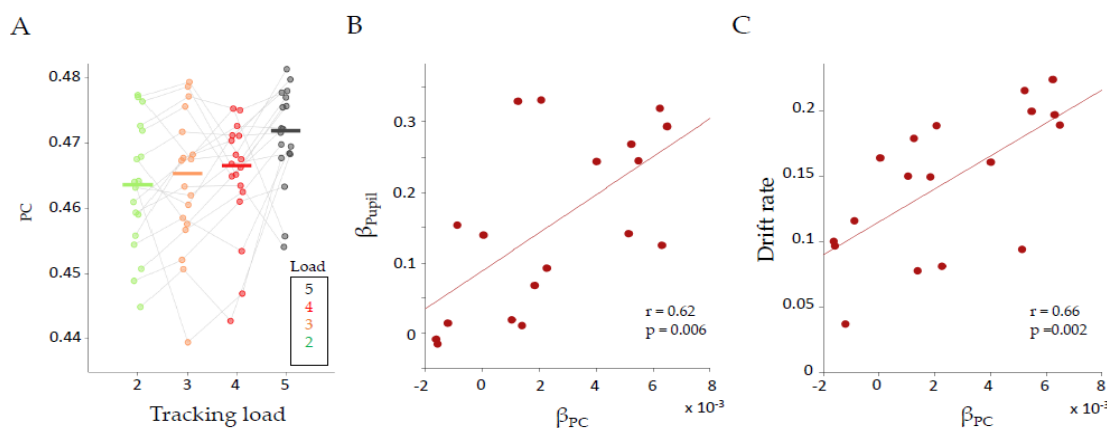 A
B
C
0.48
0.47
0.46
0.45
0.44
PC
2
3
4
5
Tracking load
Load
5
4
3
2
0.3
0.2
0.1
0
βPupil
-2
0
2
4
6
8
x 10-3
βPC
r = 0.62
p = 0.006
0.2
0.15
0.1
0.05
0
Drift rate
-2
0
2
4
6
8
x 10-3
βPC
r = 0.66
p =0.002